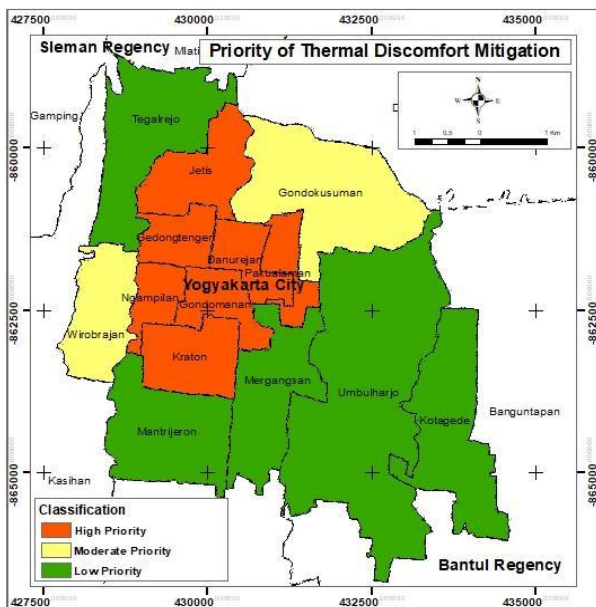 427500 430000 432500 435000
Sleman Regency
Mlati
Priority of Thermal Discomfort Mitigation
N
W E
S
1 0.5 0 1 Km
Gamping
Tegalrejo
-860000
-860000
Jetis
Gondokusuman
Gedongtengen
Danurejan
Pakualaman
Yogyakarta City
Ngampilan
Gondomanan
-862500
-862500
Wirobrajan
Kraton
Mergangsan
Umbulharjo
Kotagede
Banguntapan
Mantrijeron
Kasihan
-865000
-865000
Classification
High Priority
Moderate Priority
Low Priority
Bantul Regency
427500 430000 432500 435000